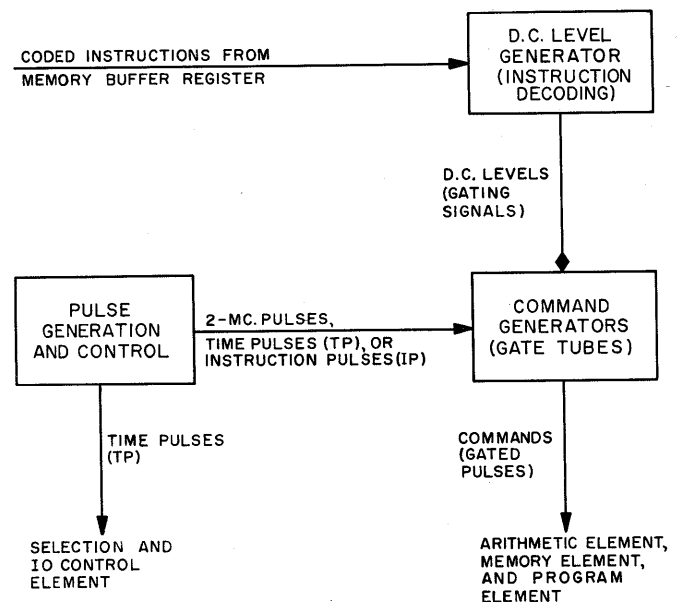 CODED INSTRUCTIONS FROM
MEMORY BUFFER REGISTER
D.C. LEVEL
GENERATOR
(INSTRUCTION
DECODING)
D.C. LEVELS
(GATING
SIGNALS)
PULSE
GENERATION
AND CONTROL
2-MC. PULSES,
TIME PULSES (TP), OR
INSTRUCTION PULSES (IP)
COMMAND
GENERATORS
(GATE TUBES)
TIME PULSES
(TP)
COMMANDS
(GATED
PULSES)
SELECTION AND
IO CONTROL
ELEMENT
ARITHMETIC ELEMENT,
MEMORY ELEMENT,
AND PROGRAM
ELEMENT